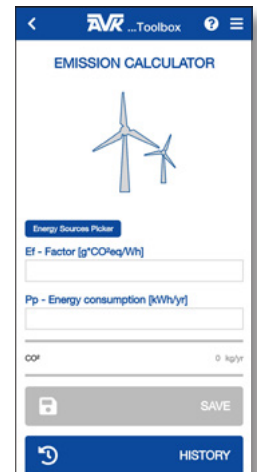 AVK ...Toolbox ?
EMISSION CALCULATOR
Energy Sources Picker
Ef - Factor [g*CO²eq/Wh]
Pp - Energy consumption [kWh/yr]
CO² 0 kg/yr
SAVE
HISTORY